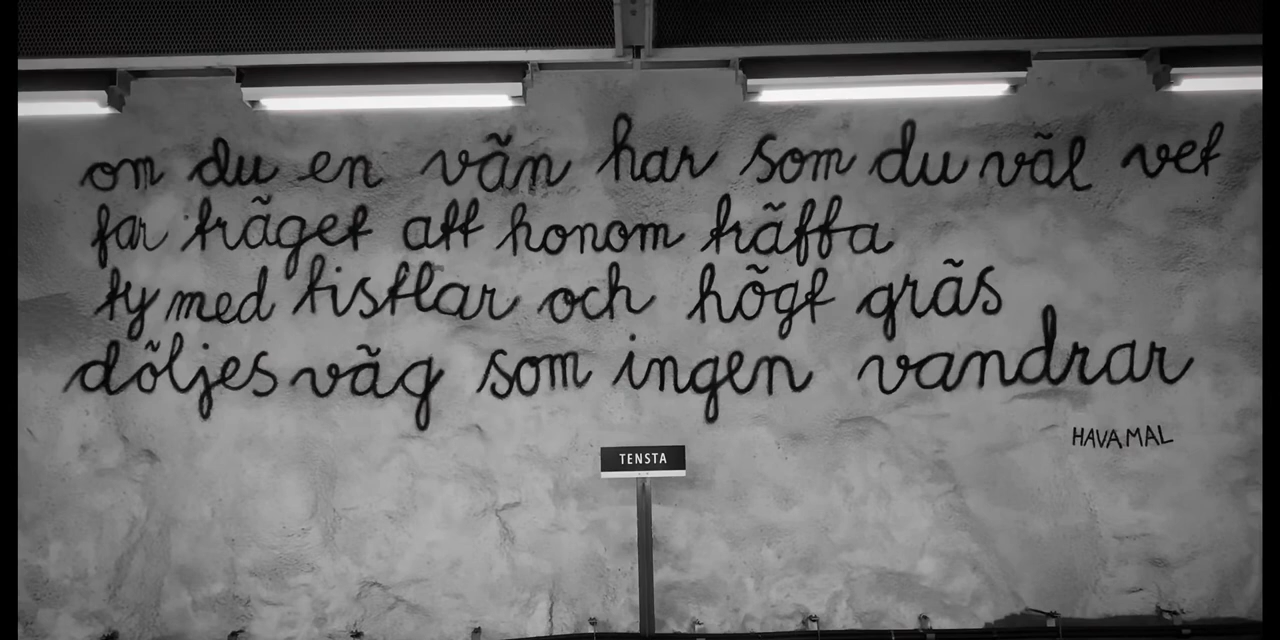 om du en vän har som du väl vet
far träget att honom träffa
ty med tistlar och högt gräs
döljes väg som ingen vandrar
HAVAMAL
TENSTA